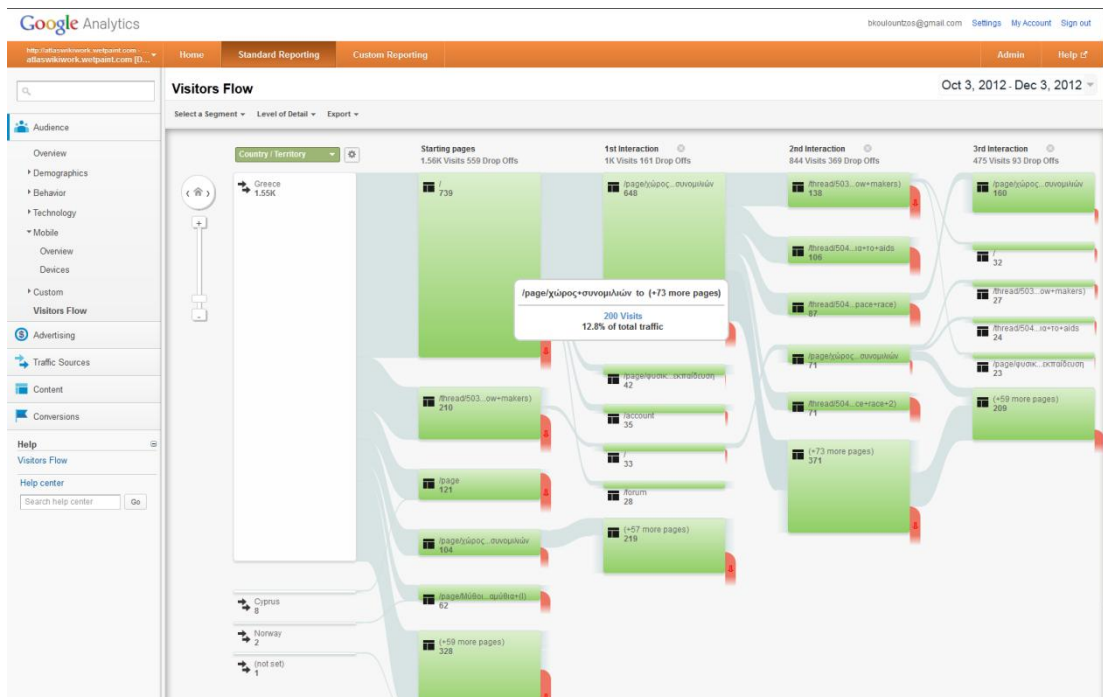 Google Analytics
bkoulountzos@gmail.com Settings My Account Sign out
http://atlaswikiwork.wetpaint.com - ...
atlaswikiwork.wetpaint.com [D...
Home Standard Reporting Custom Reporting Admin Help
Visitors Flow
Oct 3, 2012 - Dec 3, 2012
Select a Segment Level of Detail Export
Audience
Overview
Demographics
Behavior
Technology
Mobile
Overview
Devices
Custom
Visitors Flow
Advertising
Traffic Sources
Content
Conversions
Help
Visitors Flow
Help center
Search help center Go
Country / Territory
Greece
1.55K
Cyprus
8
Norway
2
(not set)
1
Starting pages
1.56K Visits 559 Drop Offs
/
739
/thread/503...ow+makers)
210
/page
121
/page/χώρος...συνομιλιών
104
/page/Μύθοι...αμύθια+(I)
62
(+59 more pages)
328
1st Interaction
1K Visits 161 Drop Offs
/page/χώρος...συνομιλιών
648
/page/φυσικ...εκπαίδευση
42
/account
35
/
33
/forum
28
(+57 more pages)
219
/page/χώρος+συνομιλιών to (+73 more pages)
200 Visits
12.8% of total traffic
2nd Interaction
844 Visits 369 Drop Offs
/thread/503...ow+makers)
138
/thread/504...ια+το+aids
106
/thread/504...pace+race)
87
/page/χώρος...συνομιλιών
71
/thread/504...ce+race+2)
71
(+73 more pages)
371
3rd Interaction
475 Visits 93 Drop Offs
/page/χώρος...συνομιλιών
160
/
32
/thread/503...ow+makers)
27
/thread/504...ια+το+aids
24
/page/φυσικ...εκπαίδευση
23
(+59 more pages)
209